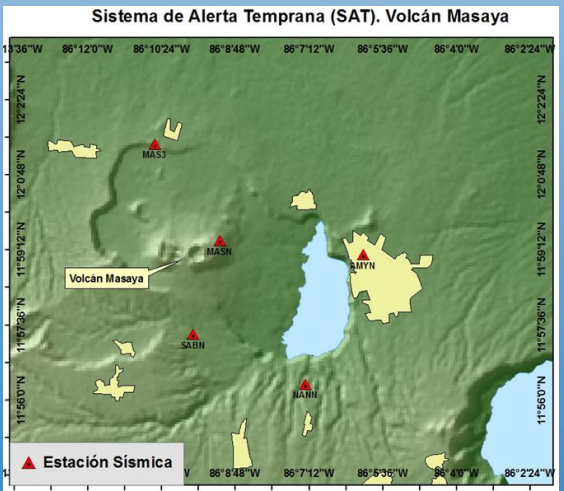 Sistema de Alerta Temprana (SAT). Volcán Masaya
13'36"W 86°12'0"W 86°10'24"W 86°8'48"W 86°7'12"W 86°5'36"W 86°4'0"W 86°2'24"W
12°2'24"N 12°2'24"N
MAS3
12°0'48"N 12°0'48"N
MASN
11°59'12"N 11°59'12"N
AMYN
Volcán Masaya
11°57'36"N 11°57'36"N
SABN
11°56'0"N 11°56'0"N
NANN
Estación Sísmica
86°8'48"W 86°7'12"W 86°5'36"W 86°4'0"W 86°2'24"W